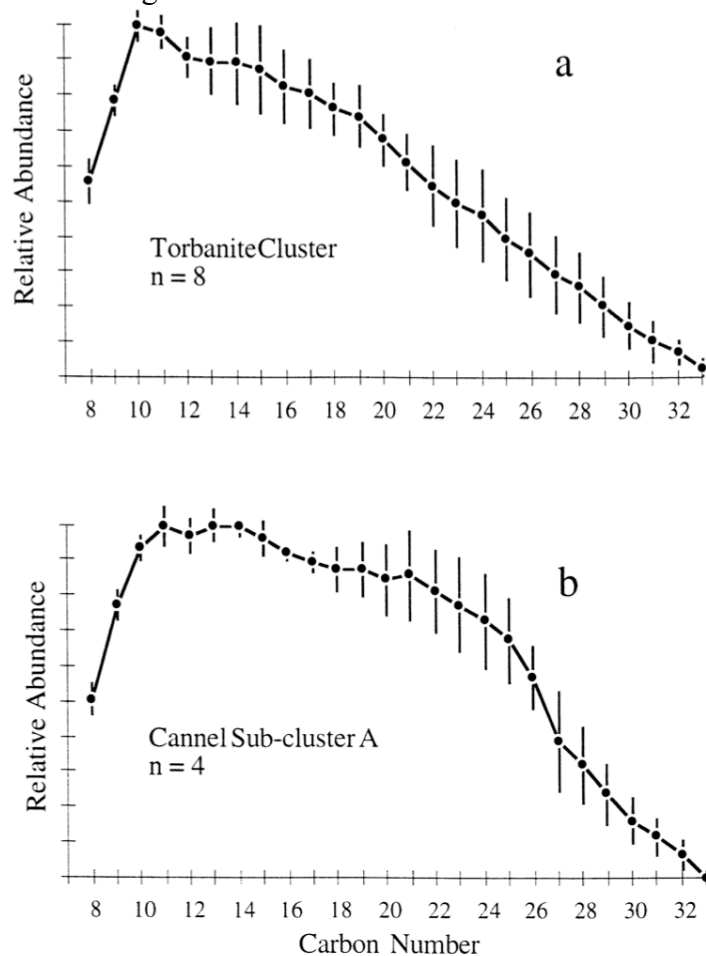 a
Relative Abundance
TorbaniteCluster
n = 8
8 10 12 14 16 18 20 22 24 26 28 30 32
b
Relative Abundance
Cannel Sub-cluster A
n = 4
8 10 12 14 16 18 20 22 24 26 28 30 32
Carbon Number